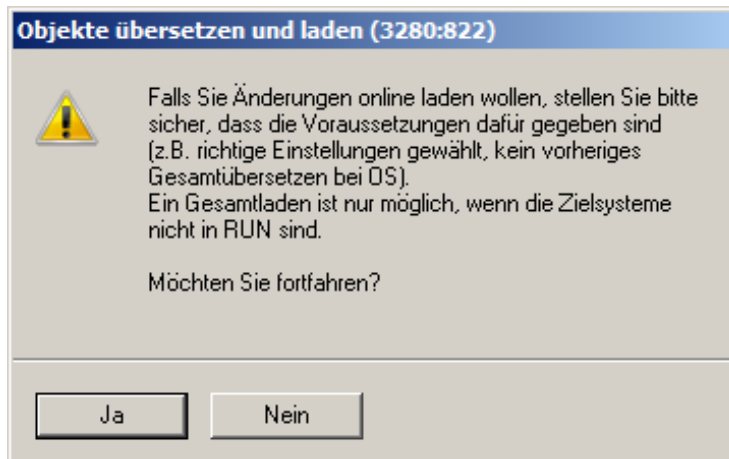 Objekte übersetzen und laden (3280:822)
Falls Sie Änderungen online laden wollen, stellen Sie bitte
sicher, dass die Voraussetzungen dafür gegeben sind
(z.B. richtige Einstellungen gewählt, kein vorheriges
Gesamtübersetzen bei OS).
Ein Gesamtladen ist nur möglich, wenn die Zielsysteme
nicht in RUN sind.
Möchten Sie fortfahren?
Ja
Nein